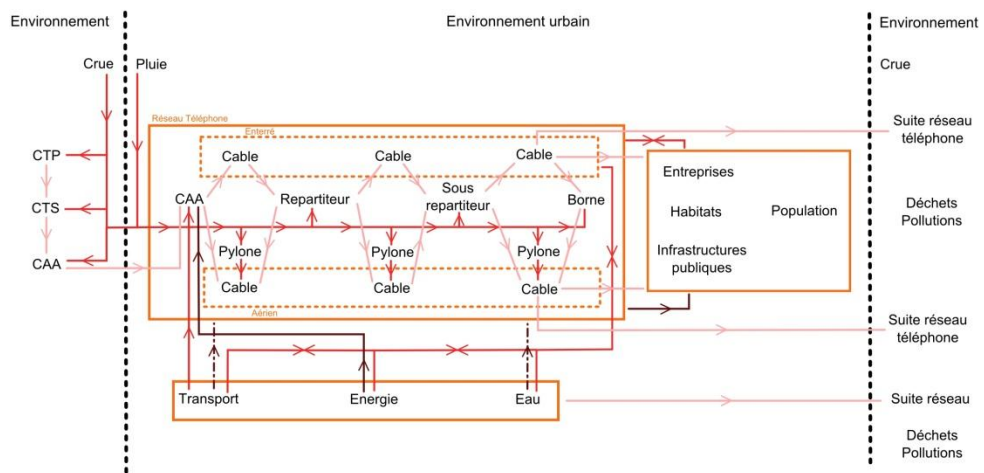 Environnement
Environnement urbain
Environnement
Crue
Pluie
Crue
Réseau Téléphone
Enterré
Suite réseau
téléphone
CTP
Cable
Cable
Cable
Entreprises
CAA
Repartiteur
Sous
repartiteur
Borne
CTS
Habitats
Population
Déchets
Pollutions
Pylone
Pylone
Pylone
Infrastructures
publiques
CAA
Cable
Cable
Cable
Aérien
Suite réseau
téléphone
Transport
Energie
Eau
Suite réseau
Déchets
Pollutions